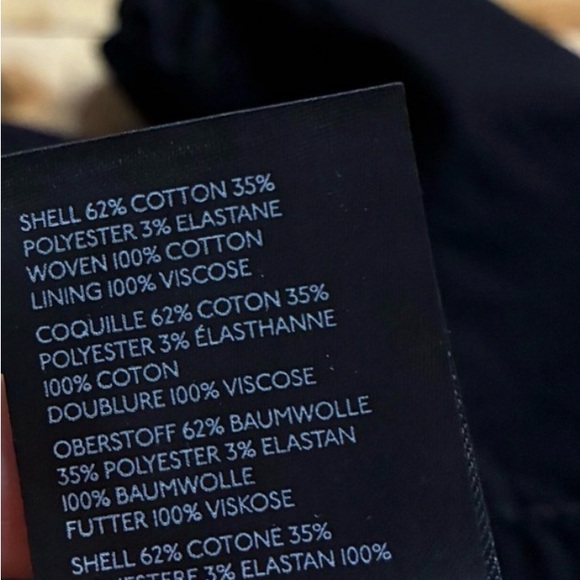 SHELL 62% COTTON 35%
POLYESTER 3% ELASTANE
WOVEN 100% COTTON
LINING 100% VISCOSE
COQUILLE 62% COTON 35%
POLYESTER 3% ÉLASTHANNE
100% COTON
DOUBLURE 100% VISCOSE
OBERSTOFF 62% BAUMWOLLE
35% POLYESTER 3% ELASTAN
100% BAUMWOLLE
FUTTER 100% VISKOSE
SHELL 62% COTONE 35%
3% ELASTAN 100%